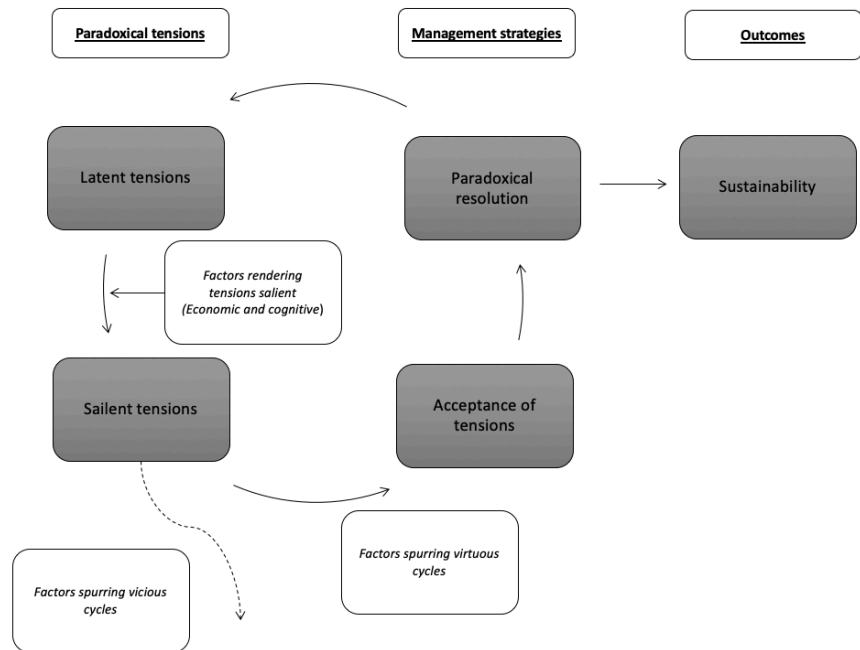 Paradoxical tensions
Management strategies
Outcomes
Latent tensions
Paradoxical
resolution
Sustainability
Factors rendering
tensions salient
(Economic and cognitive)
Sailent tensions
Acceptance of
tensions
Factors spurring virtuous
cycles
Factors spurring vicious
cycles